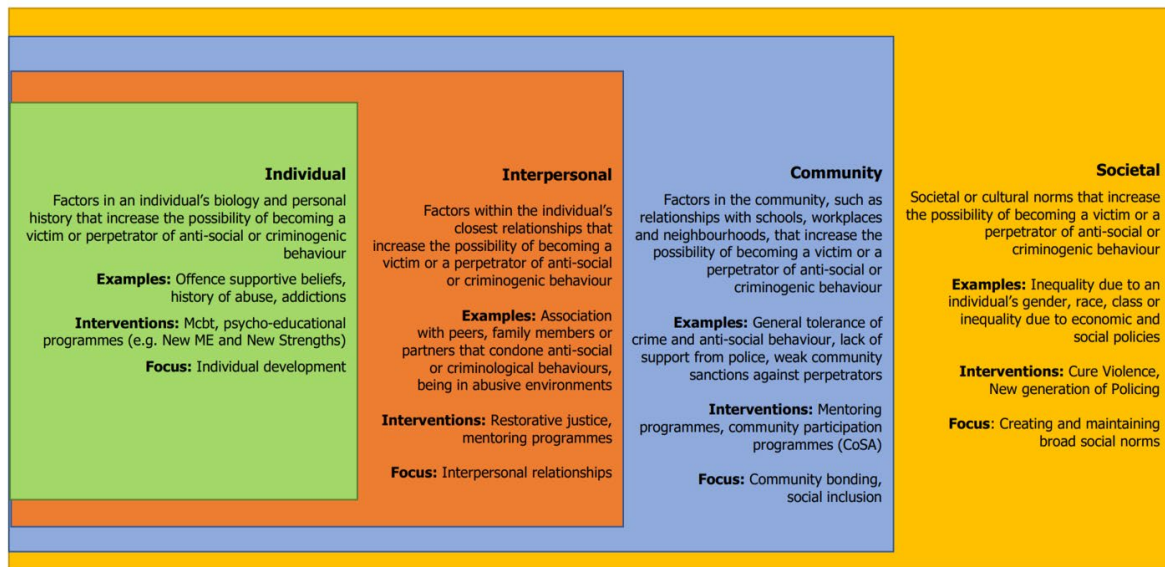 Individual
Factors in an individual's biology and personal
history that increase the possibility of becoming a
victim or perpetrator of anti-social or criminogenic
behaviour
Examples: Offence supportive beliefs,
history of abuse, addictions
Interventions: Mcbt, psycho-educational
programmes (e.g. New ME and New Strengths)
Focus: Individual development
Interpersonal
Factors within the individual's
closest relationships that
increase the possibility of becoming a
victim or a perpetrator of anti-social
or criminogenic behaviour
Examples: Association
with peers, family members or
partners that condone anti-social
or criminological behaviours,
being in abusive environments
Interventions: Restorative justice,
mentoring programmes
Focus: Interpersonal relationships
Community
Factors in the community, such as
relationships with schools, workplaces
and neighbourhoods, that increase the
possibility of becoming a victim or a
perpetrator of anti-social or
criminogenic behaviour
Examples: General tolerance of
crime and anti-social behaviour, lack of
support from police, weak community
sanctions against perpetrators
Interventions: Mentoring
programmes, community participation
programmes (CoSA)
Focus: Community bonding,
social inclusion
Societal
Societal or cultural norms that increase
the possibility of becoming a victim or a
perpetrator of anti-social or
criminogenic behaviour
Examples: Inequality due to an
individual's gender, race, class or
inequality due to economic and
social policies
Interventions: Cure Violence,
New generation of Policing
Focus: Creating and maintaining
broad social norms